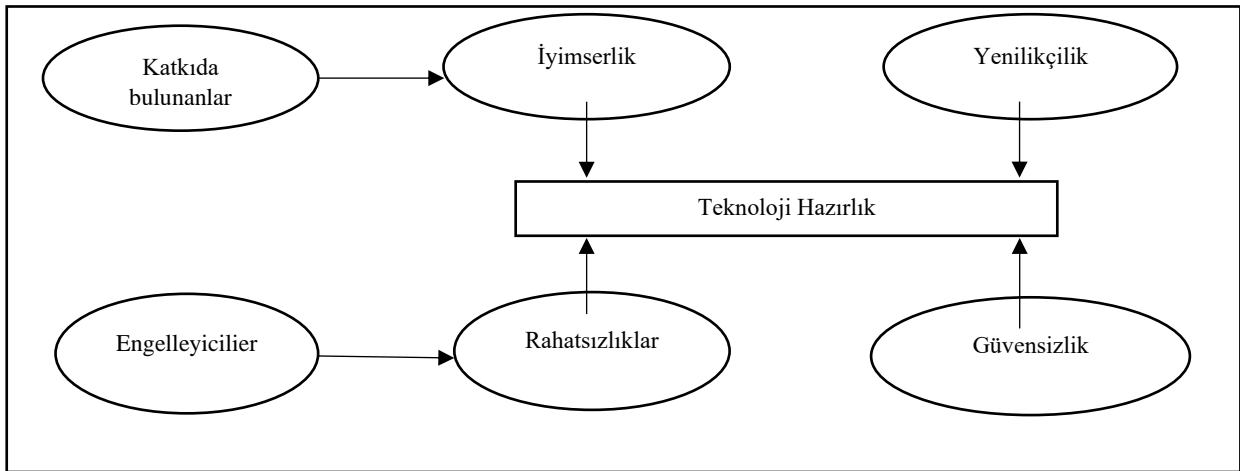 Katkıda
bulunanlar
İyimserlik
Yenilikçilik
Teknoloji Hazırlık
Engelleyicilier
Rahatsızlıklar
Güvensizlik